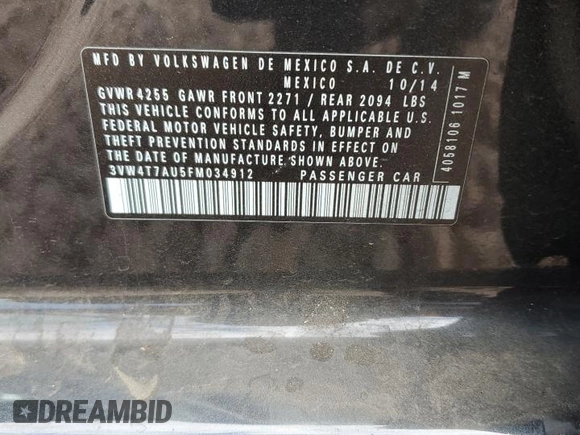 MFD BY VOLKSWAGEN DE MEXICO S.A. DE C.V.
MEXICO 10/14
GVWR4255 GAWR FRONT 2271 / REAR 2094 LBS
THIS VEHICLE CONFORMS TO ALL APPLICABLE U.S.
FEDERAL MOTOR VEHICLE SAFETY, BUMPER AND
THEFT PREVENTION STANDARDS IN EFFECT ON
THE DATE OF MANUFACTURE SHOWN ABOVE.
3VW4T7AU5FM034912 PASSENGER CAR
4058106 1017 M
DREAMBID